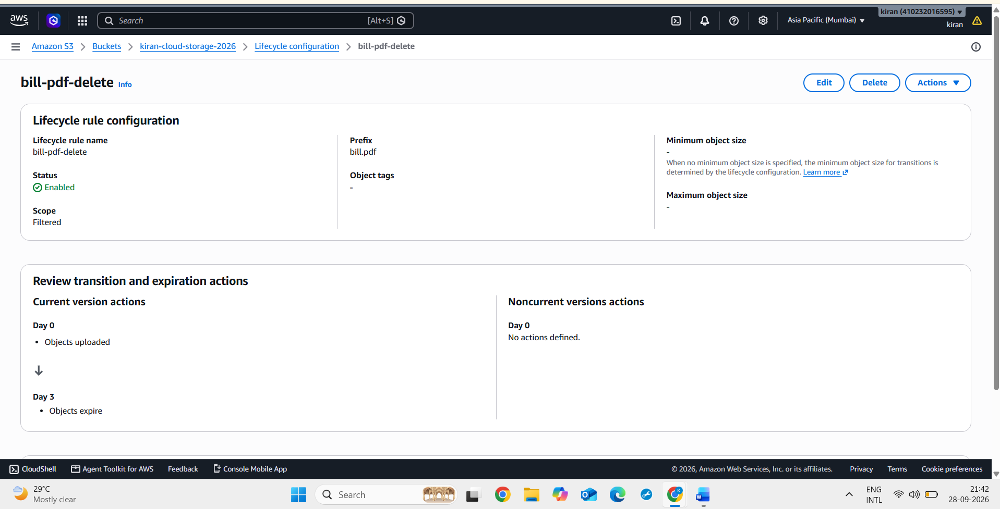 aws
Search
[Alt+S]
Asia Pacific (Mumbai)
kiran (410232016595)
kiran
Amazon S3
Buckets
kiran-cloud-storage-2026
Lifecycle configuration
bill-pdf-delete
bill-pdf-delete Info
Edit
Delete
Actions
Lifecycle rule configuration
Lifecycle rule name
bill-pdf-delete
Status
Enabled
Scope
Filtered
Prefix
bill.pdf
Object tags
-
Minimum object size
-
When no minimum object size is specified, the minimum object size for transitions is
determined by the lifecycle configuration. Learn more
Maximum object size
-
Review transition and expiration actions
Current version actions
Day 0
• Objects uploaded
Day 3
• Objects expire
Noncurrent versions actions
Day 0
No actions defined.
CloudShell
Agent Toolkit for AWS
Feedback
Console Mobile App
© 2026, Amazon Web Services, Inc. or its affiliates.
Privacy
Terms
Cookie preferences
29°C
Mostly clear
Search
ENG
INTL
21:42
28-09-2026